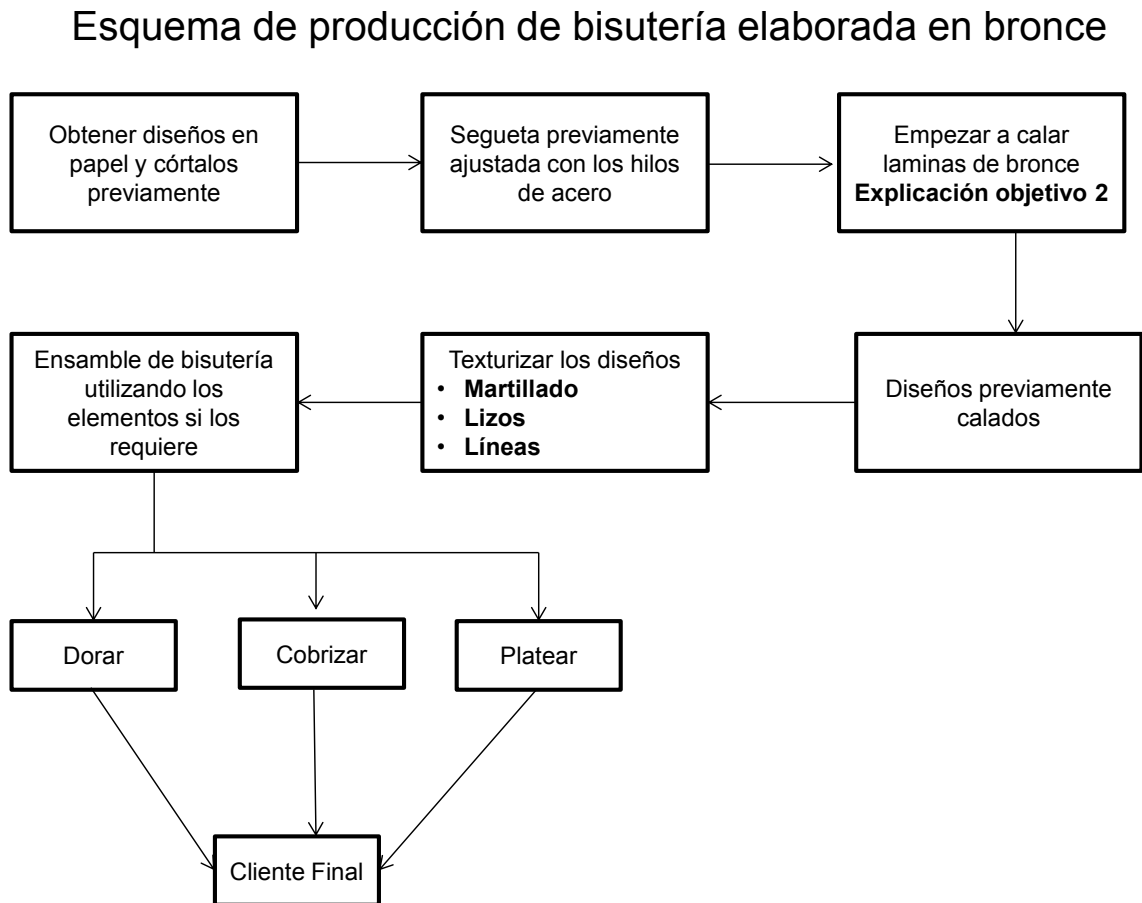 Esquema de producción de bisutería elaborada en bronce
Obtener diseños en
papel y córtalos
previamente
Segueta previamente
ajustada con los hilos
de acero
Empezar a calar
laminas de bronce
Explicación objetivo 2
Ensamble de bisutería
utilizando los
elementos si los
requiere
Texturizar los diseños
• Martillado
• Lizos
• Líneas
Diseños previamente
calados
Dorar
Cobrizar
Platear
Cliente Final